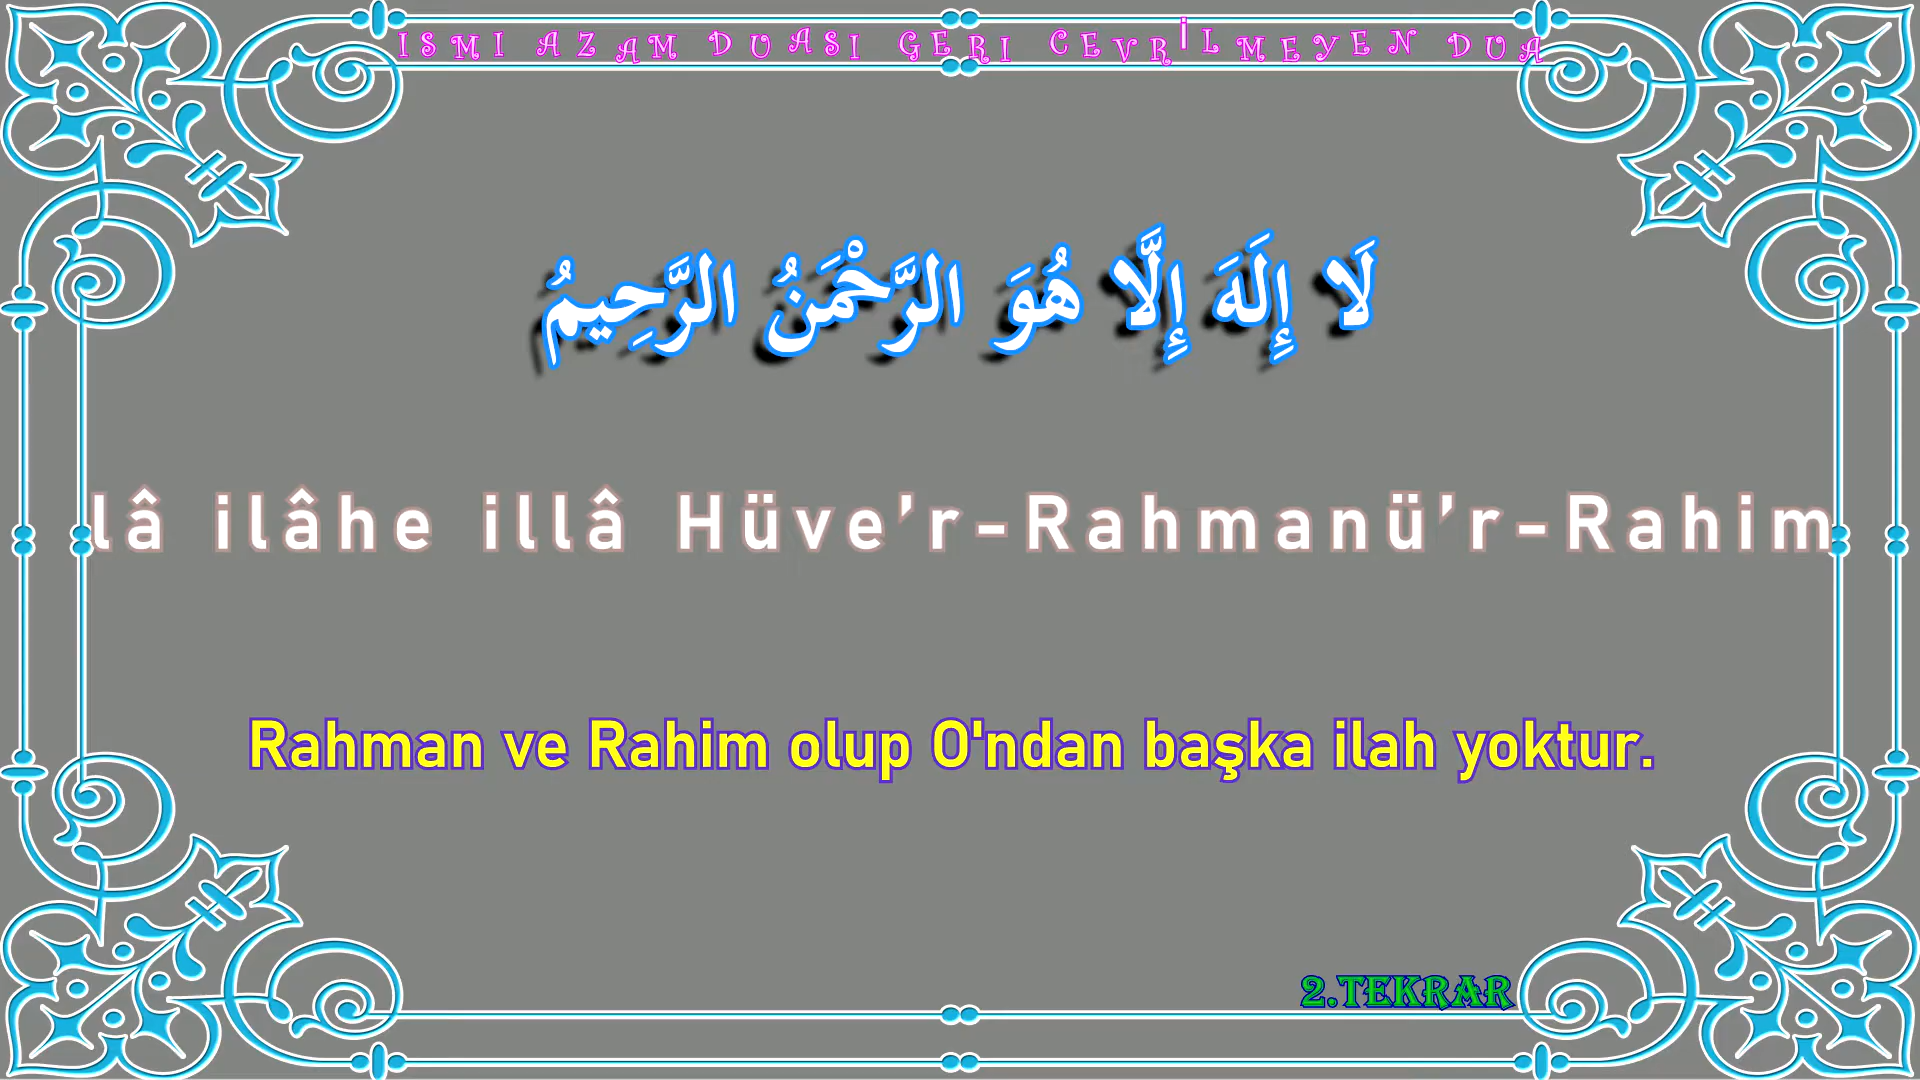 ISMI AZAM DUASI GERI CEVRİLMEYEN DUA
لَا إِلَهَ إِلَّا هُوَ الرَّحْمَنُ الرَّحِيمُ
lâ ilâhe illâ Hüve’r-Rahmanü’r-Rahim
Rahman ve Rahim olup O'ndan başka ilah yoktur.
2.TEKRAR